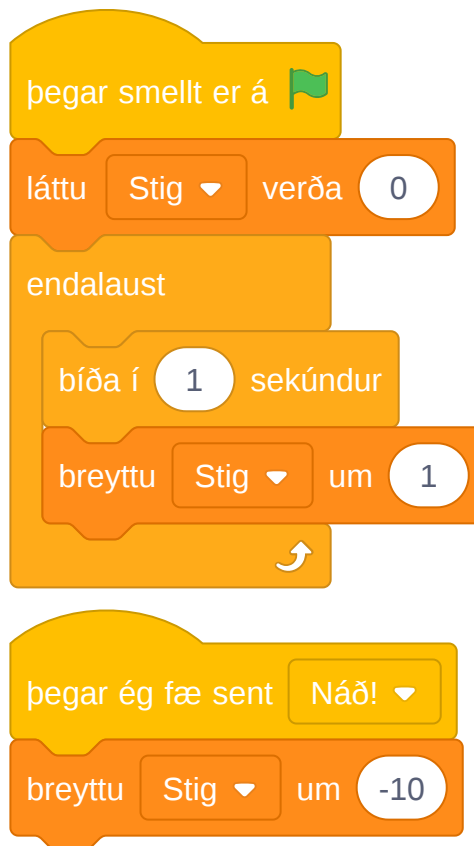 þegar smellt er á
láttu Stig verða 0
endalaust
bíða í 1 sekúndur
breyttu Stig um 1
þegar ég fæ sent Náð!
breyttu Stig um -10